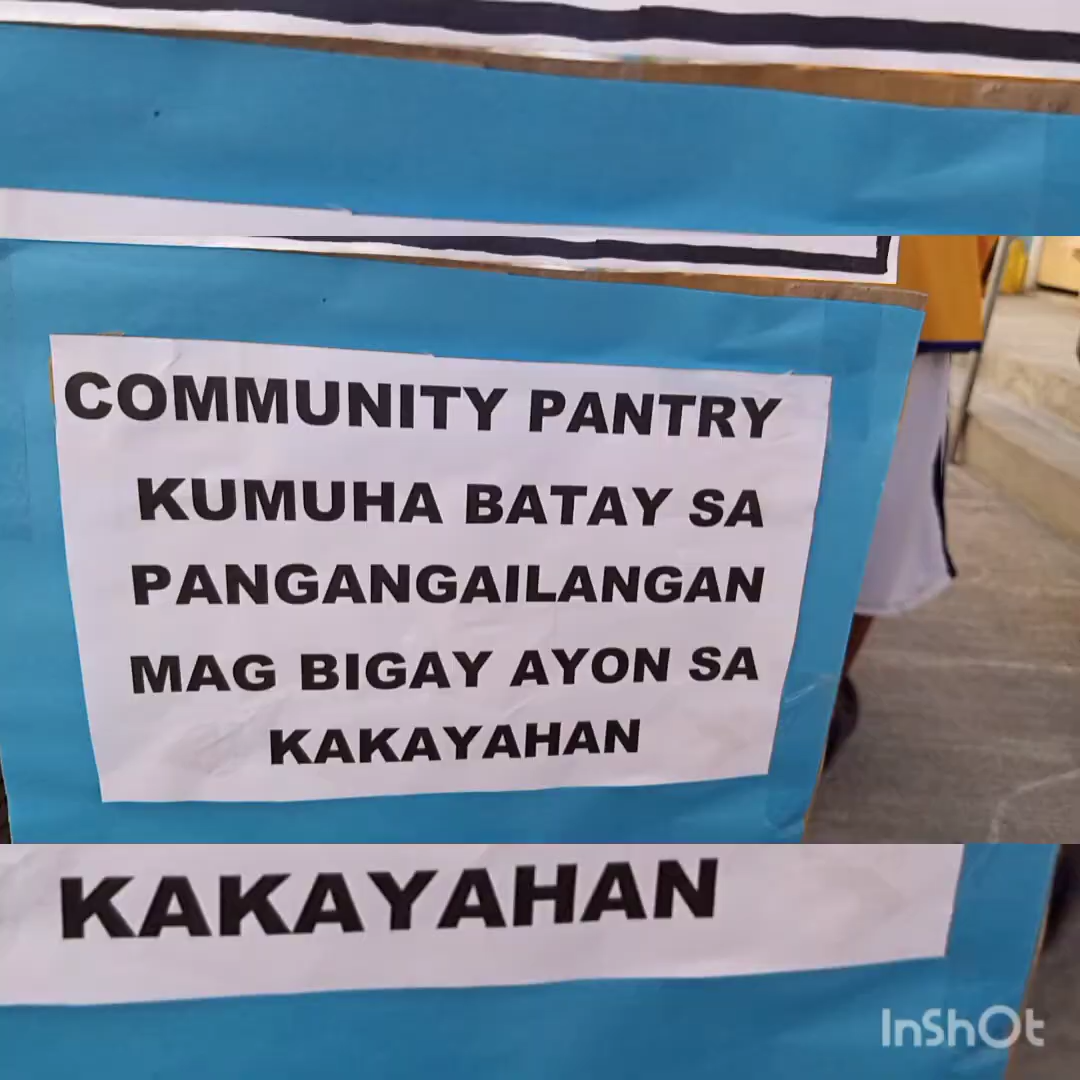 COMMUNITY PANTRY
KUMUHA BATAY SA
PANGANGAILANGAN
MAG BIGAY AYON SA
KAKAYAHAN
KAKAYAHAN
InShOt